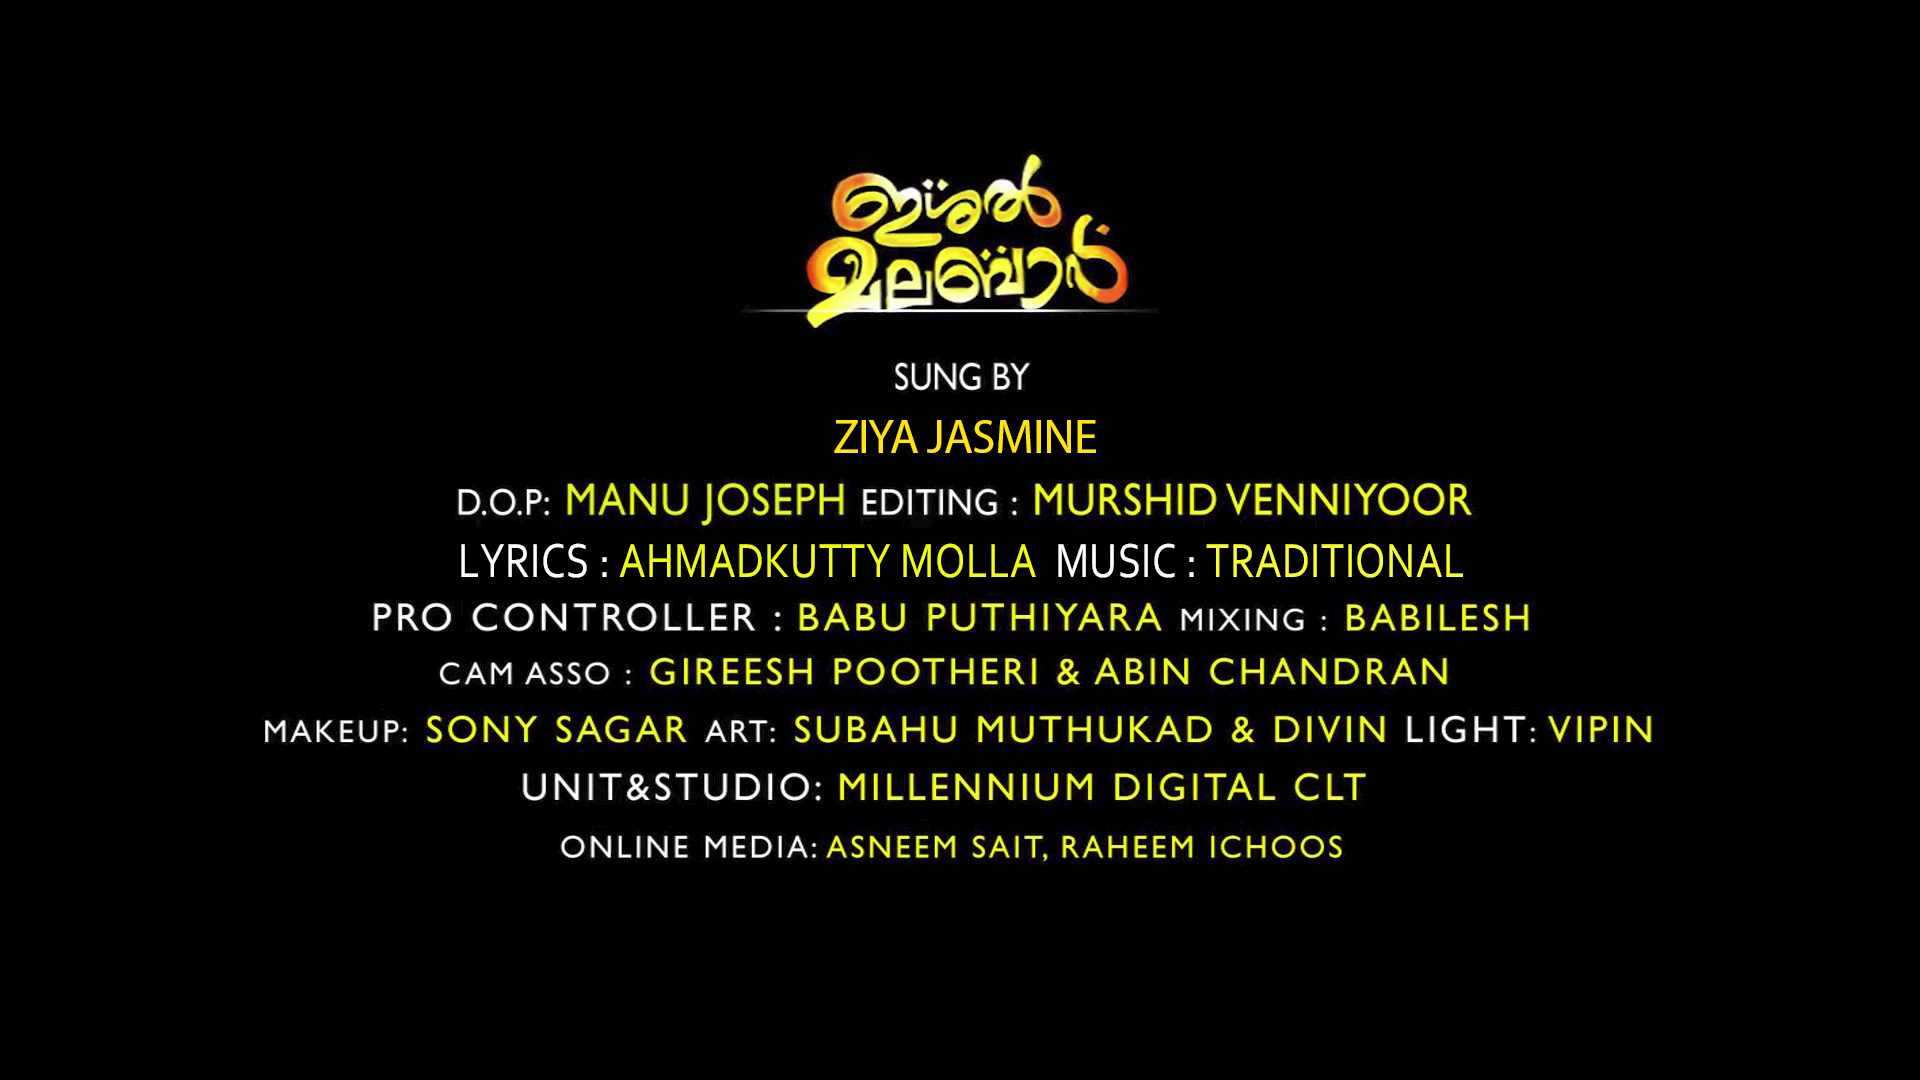 ഇശൽ
മലബാർ
SUNG BY
ZIYA JASMINE
D.O.P: MANU JOSEPH EDITING : MURSHID VENNIYOOR
LYRICS : AHMADKUTTY MOLLA MUSIC : TRADITIONAL
PRO CONTROLLER : BABU PUTHIYARA MIXING : BABILESH
CAM ASSO : GIREESH POOTHERI & ABIN CHANDRAN
MAKEUP: SONY SAGAR ART: SUBAHU MUTHUKAD & DIVIN LIGHT: VIPIN
UNIT&STUDIO: MILLENNIUM DIGITAL CLT
ONLINE MEDIA: ASNEEM SAIT, RAHEEM ICHOOS